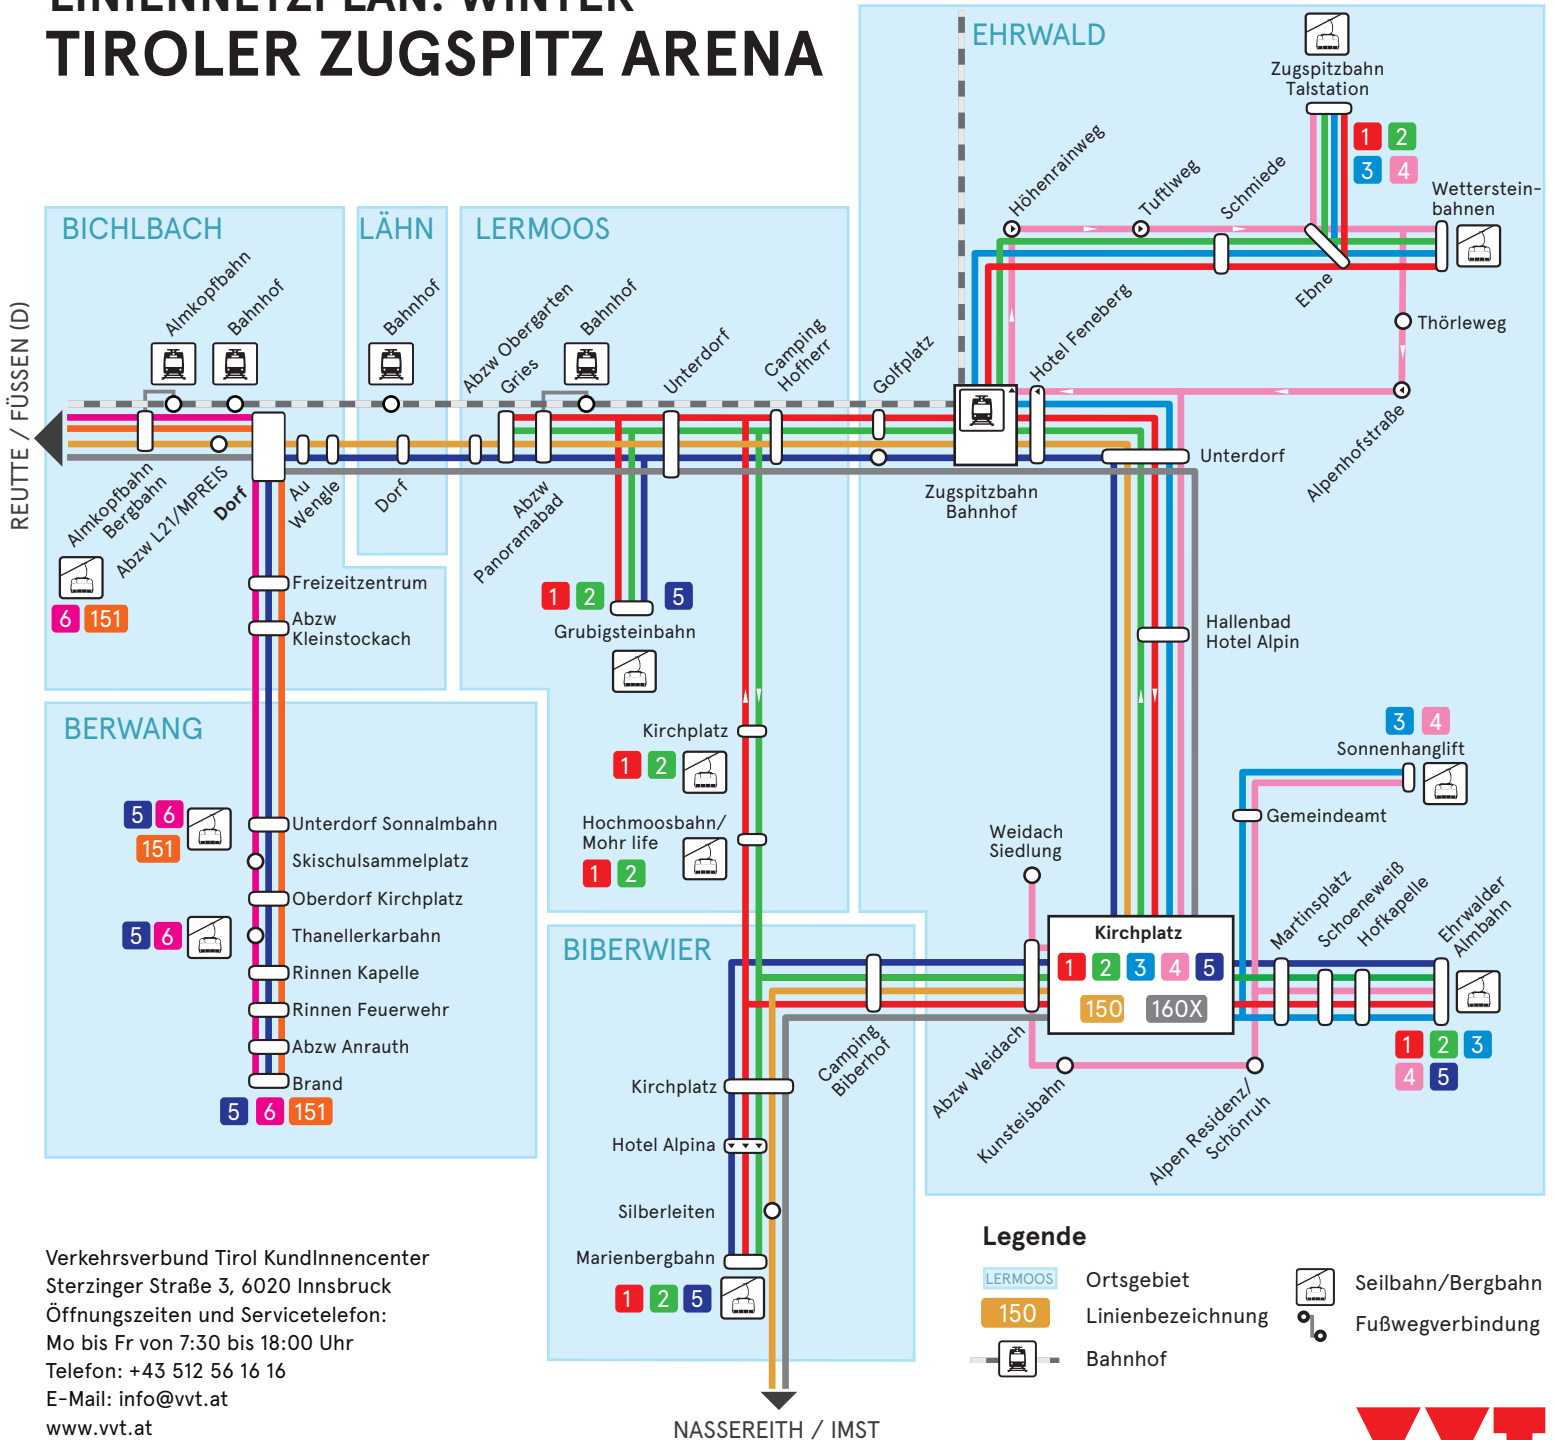 LINIENNETZPLAN: WINTER
TIROLER ZUGSPITZ ARENA
EHRWALD
Zugspitzbahn
Talstation
1 2
3 4
Höhenrainweg
Tuftlweg
Schmiede
Wetterstein-
bahnen
Ebne
Thörleweg
Alpenhofstraße
Hotel Feneberg
Golfplatz
Zugspitzbahn
Bahnhof
Unterdorf
Hallenbad
Hotel Alpin
BICHLBACH
Almkopfbahn
Bahnhof
REUTTE / FÜSSEN (D)
Almkopfbahn
Bergbahn
6 151
Abzw L21/MPREIS
Dorf
Au
Wengle
Freizeitzentrum
Abzw
Kleinstockach
LÄHN
Bahnhof
Dorf
LERMOOS
Abzw Obergarten
Gries
Bahnhof
Abzw
Panoramabad
Unterdorf
Camping
Hofherr
1 2 5
Grubigsteinbahn
Kirchplatz
1 2
Hochmoosbahn/
Mohr life
1 2
BERWANG
5 6
151
Unterdorf Sonnalmbahn
Skischulsammelplatz
Oberdorf Kirchplatz
5 6
Thanellerkarbahn
Rinnen Kapelle
Rinnen Feuerwehr
Abzw Anrauth
Brand
5 6 151
BIBERWIER
Camping
Biberhof
Kirchplatz
Hotel Alpina
Silberleiten
Marienbergbahn
1 2 5
NASSEREITH / IMST
3 4
Sonnenhanglift
Gemeindeamt
Weidach
Siedlung
Kirchplatz
1 2 3 4 5
150 160X
Abzw Weidach
Kunsteisbahn
Alpen Residenz/
Schönruh
Martinsplatz
Schoeneweiß
Hofkapelle
Ehrwalder
Almbahn
1 2 3
4 5
Verkehrsverbund Tirol KundInnencenter
Sterzinger Straße 3, 6020 Innsbruck
Öffnungszeiten und Servicetelefon:
Mo bis Fr von 7:30 bis 18:00 Uhr
Telefon: +43 512 56 16 16
E-Mail: info@vvt.at
www.vvt.at
Legende
LERMOOS Ortsgebiet
150 Linienbezeichnung
Bahnhof
Seilbahn/Bergbahn
Fußwegverbindung
VVT